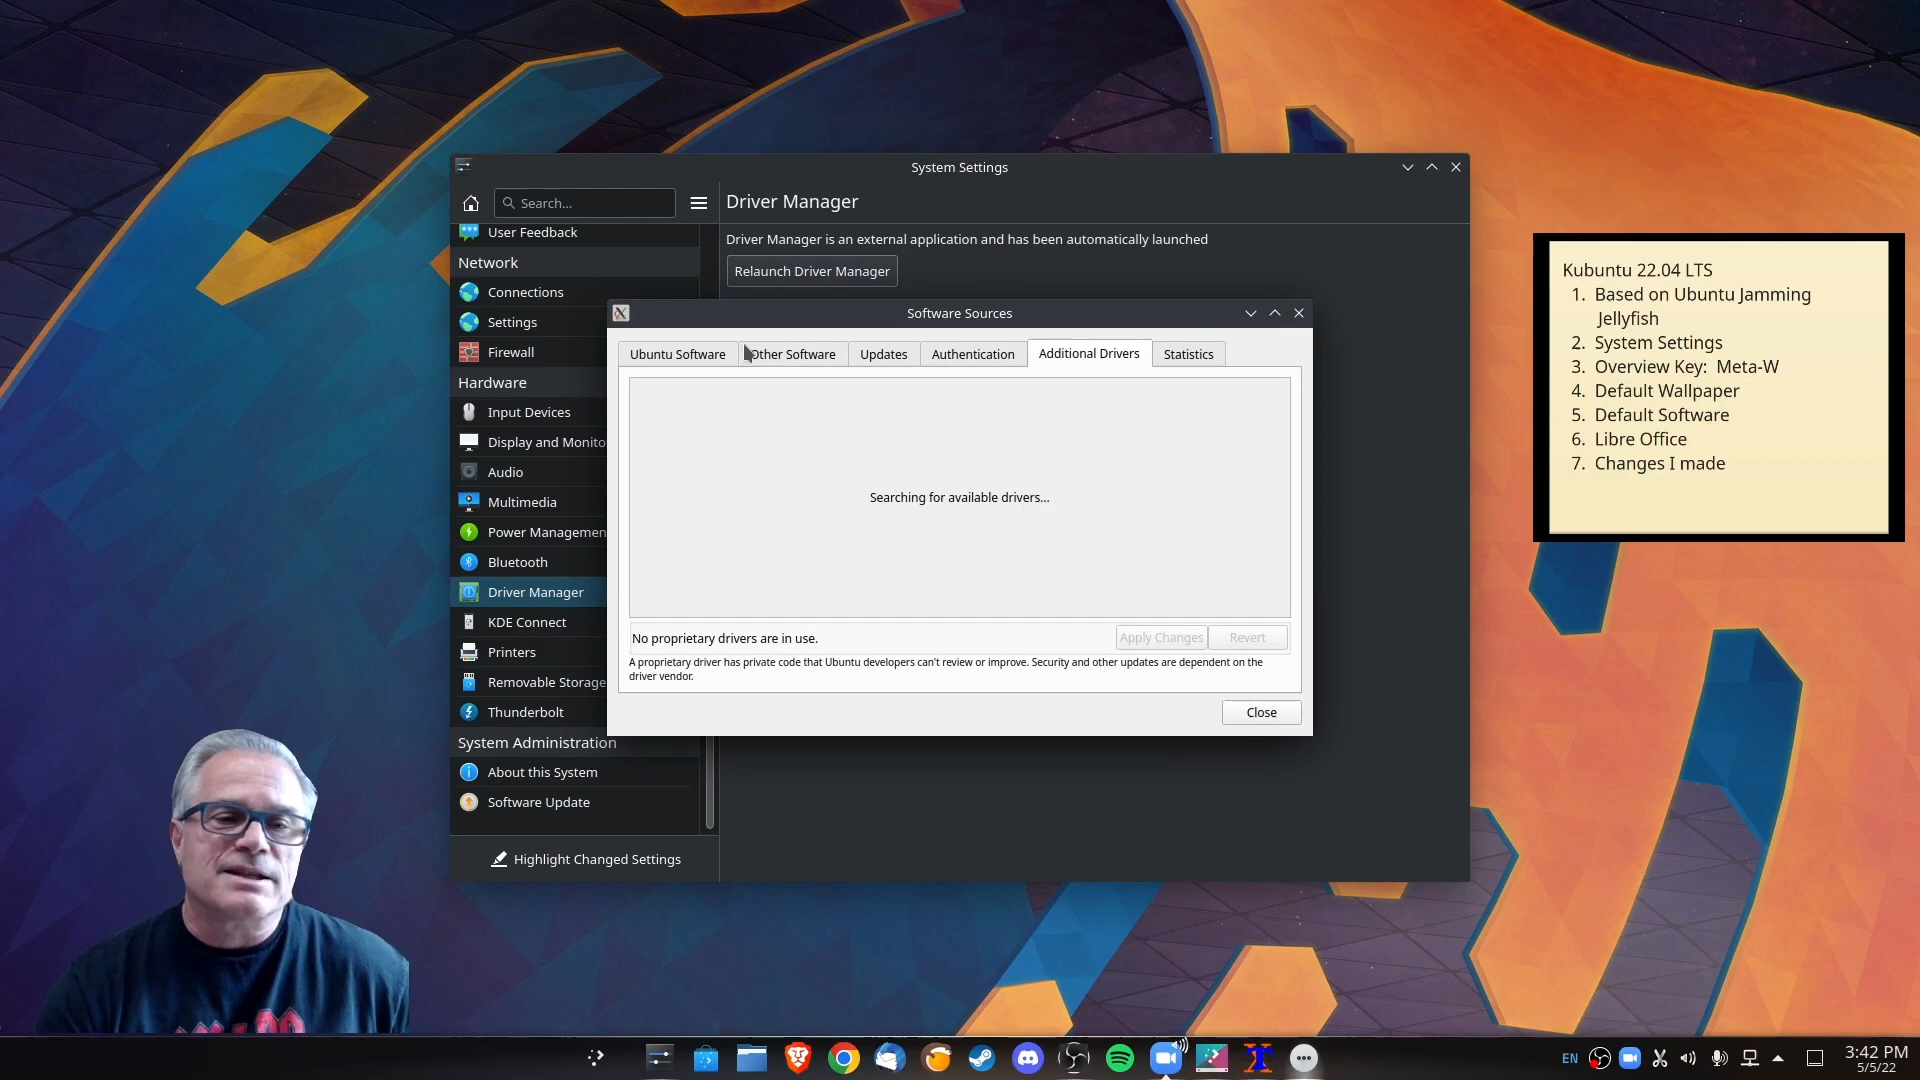 System Settings
Search...
Driver Manager
User Feedback
Driver Manager is an external application and has been automatically launched
Network
Relaunch Driver Manager
Connections
Settings
Firewall
Hardware
Input Devices
Display and Monito
Audio
Multimedia
Power Managemen
Bluetooth
Driver Manager
KDE Connect
Printers
Removable Storage
Thunderbolt
System Administration
About this System
Software Update
Highlight Changed Settings
Software Sources
Ubuntu Software
Other Software
Updates
Authentication
Additional Drivers
Statistics
Searching for available drivers...
No proprietary drivers are in use.
Apply Changes
Revert
A proprietary driver has private code that Ubuntu developers can't review or improve. Security and other updates are dependent on the
driver vendor.
Close
Kubuntu 22.04 LTS
1. Based on Ubuntu Jamming
Jellyfish
2. System Settings
3. Overview Key: Meta-W
4. Default Wallpaper
5. Default Software
6. Libre Office
7. Changes I made
EN
3:42 PM
5/5/22